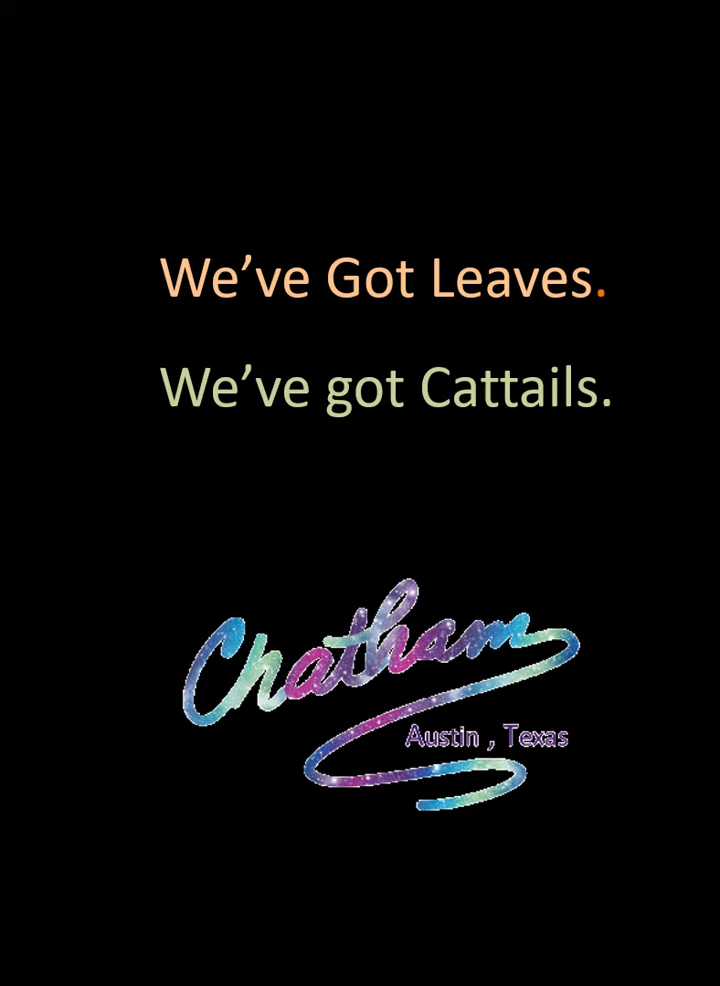 We’ve Got Leaves.
We’ve got Cattails.
Chatham
Austin , Texas